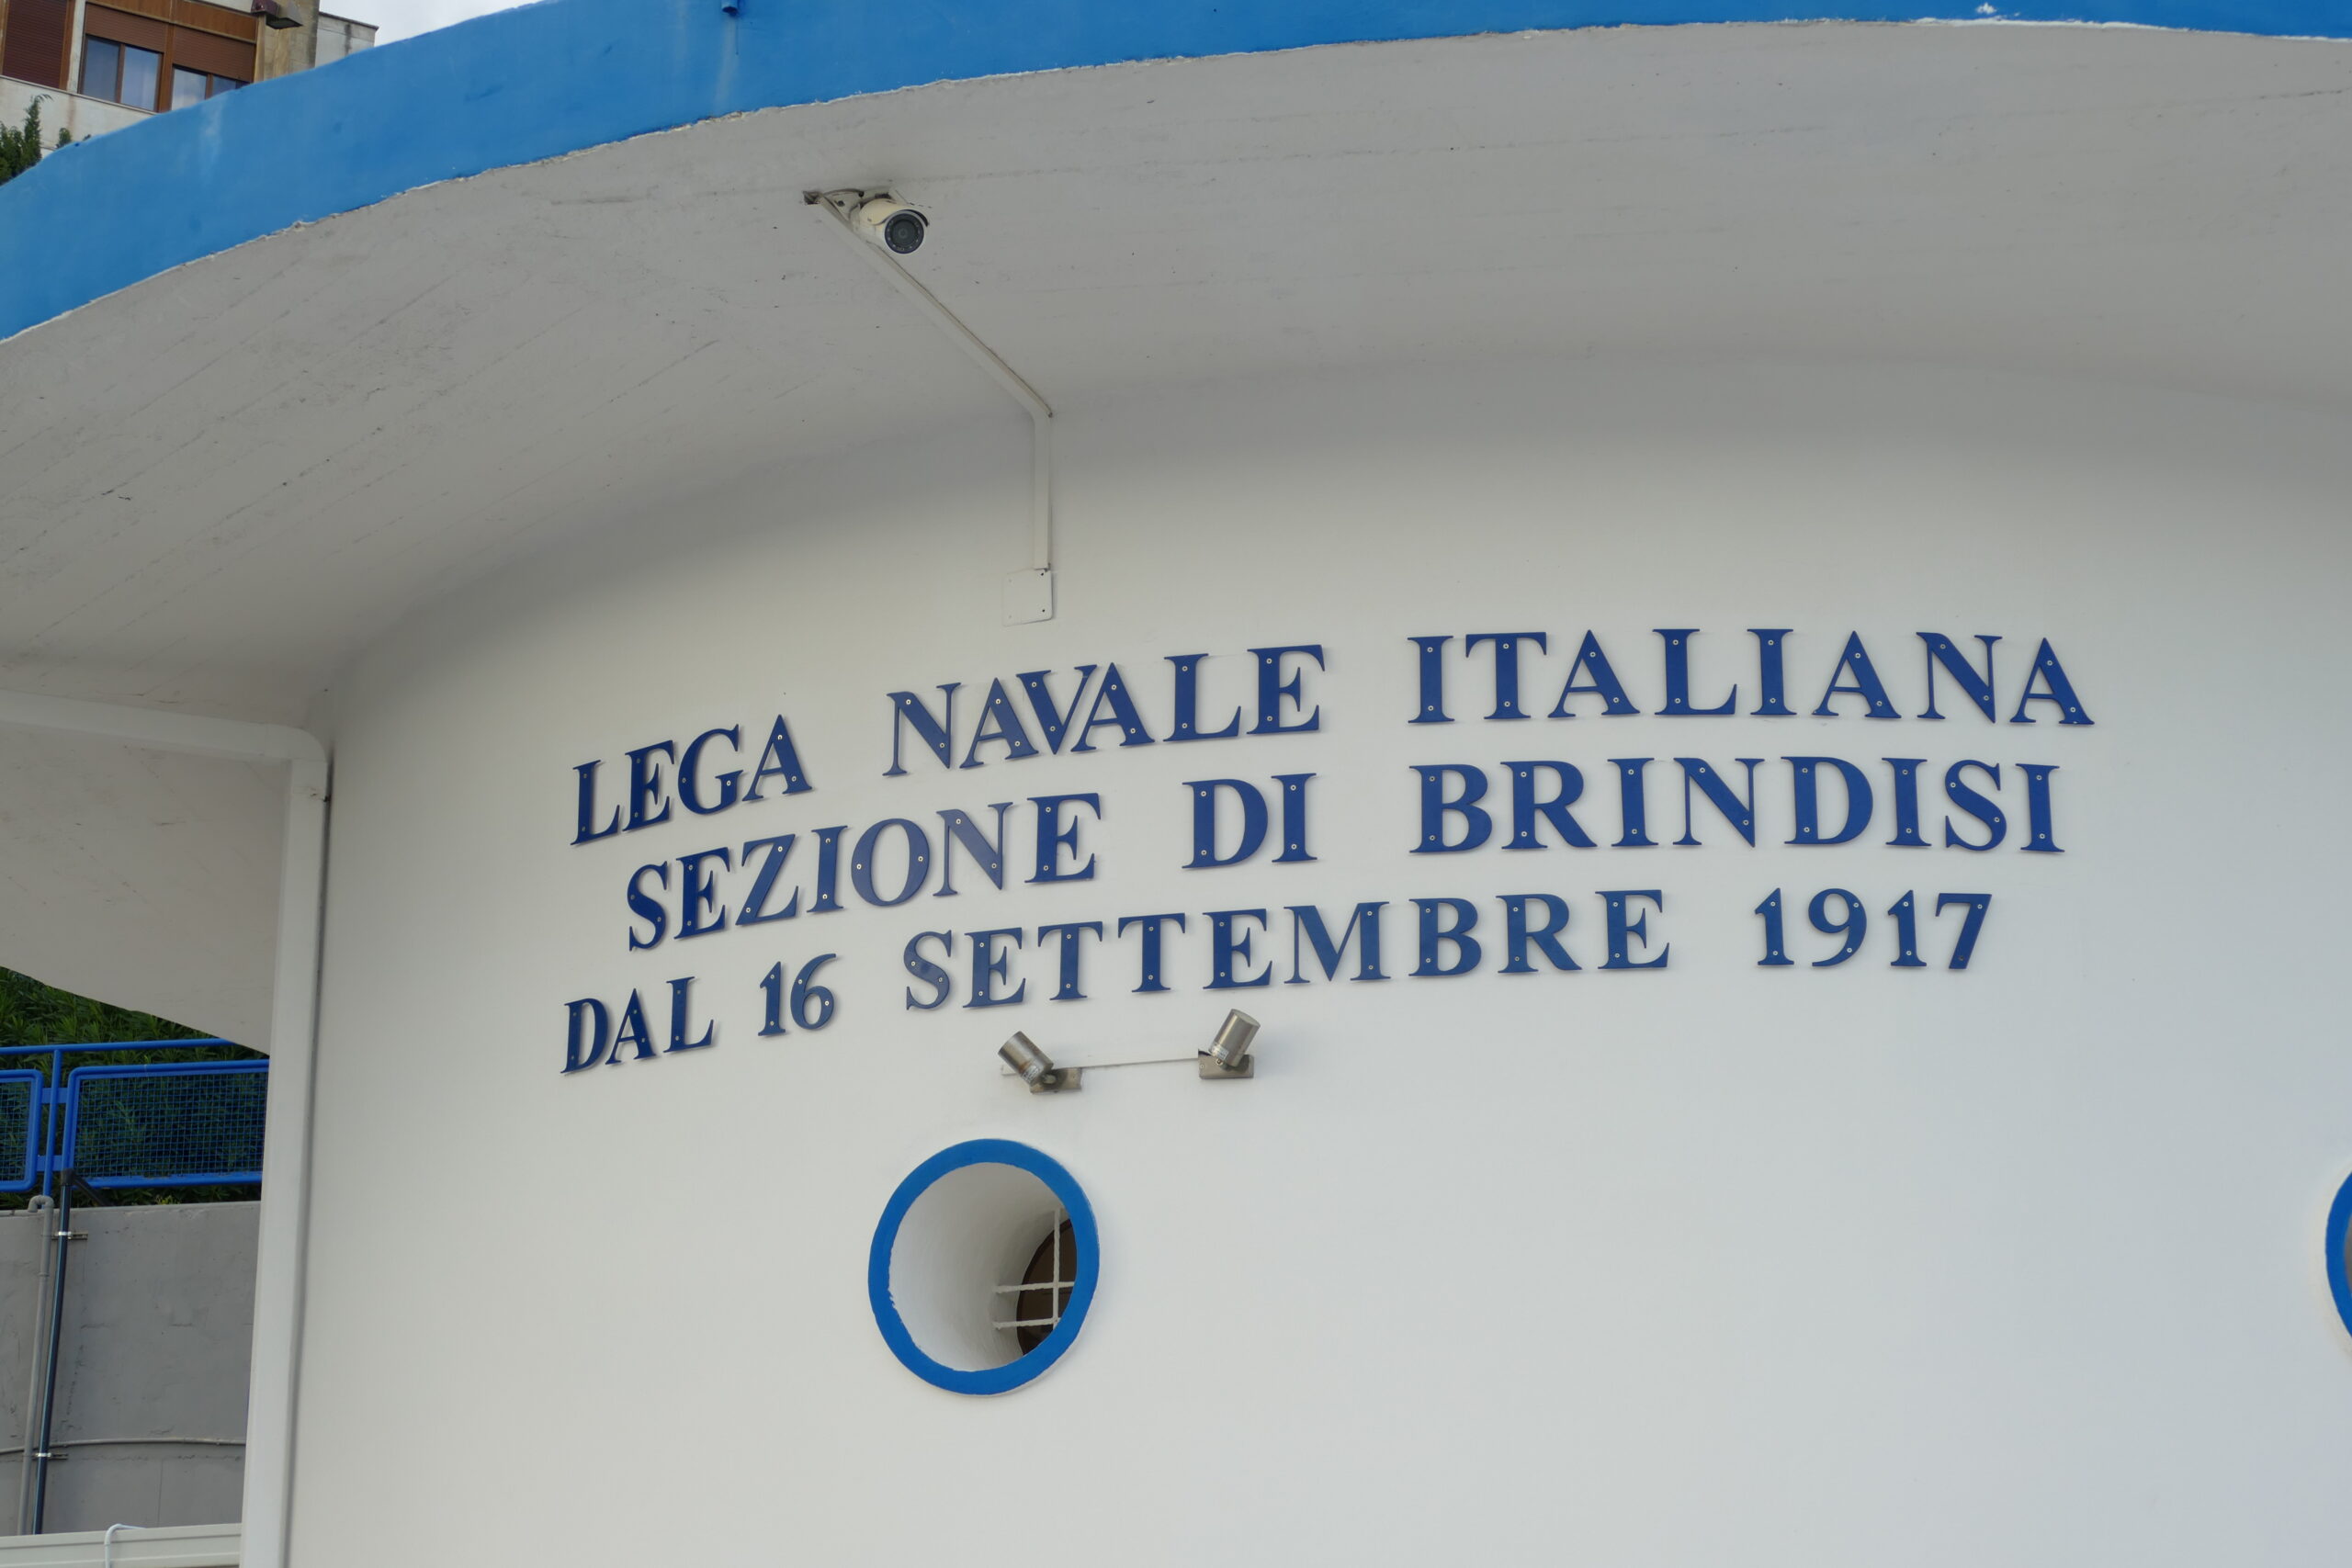 LEGA NAVALE ITALIANA
SEZIONE DI BRINDISI
DAL 16 SETTEMBRE 1917